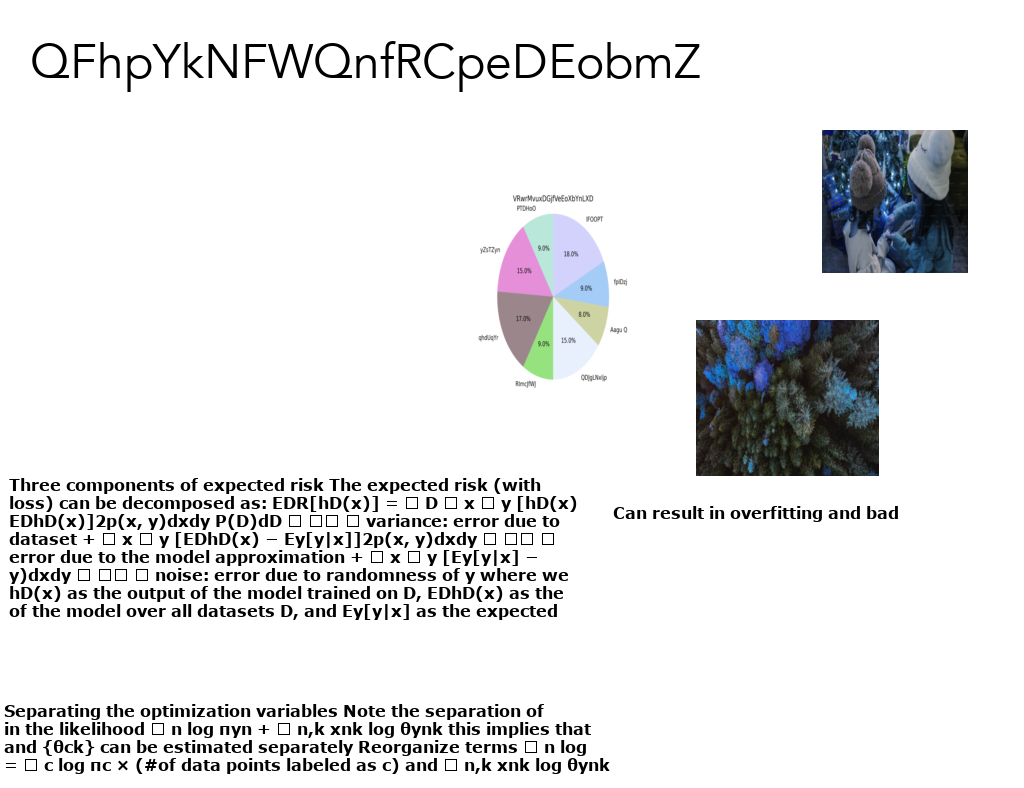 QFhpYkNFWQnfRCpeDEobmZ
VRwrMvuxDGjfVeEoXbYnLXD
PTDHoO
IFOOPT
yZsTZyn
9.0%
18.0%
15.0%
9.0%
17.0%
8.0%
Aagu Q
9.0%
15.0%
qhdUqYr
Three components of expected risk The expected risk (with
loss) can be decomposed as: EDR[hD(x)] = □ D □ x □ y [hD(x)
EDhD(x)]2p(x, y)dxdy P(D)dD □ □□ □ variance: error due to
dataset + □ x □ y [EDhD(x) − Ey[y|x]]2p(x, y)dxdy □ □□ □
error due to the model approximation + □ x □ y [Ey[y|x] −
y)dxdy □ □□ □ noise: error due to randomness of y where we
hD(x) as the output of the model trained on D, EDhD(x) as the
of the model over all datasets D, and Ey[y|x] as the expected
Can result in overfitting and bad
Separating the optimization variables Note the separation of
in the likelihood □ n log πyn + □ n,k xnk log θynk this implies that
and {θck} can be estimated separately Reorganize terms □ n log
= □ c log πc × (#of data points labeled as c) and □ n,k xnk log θynk